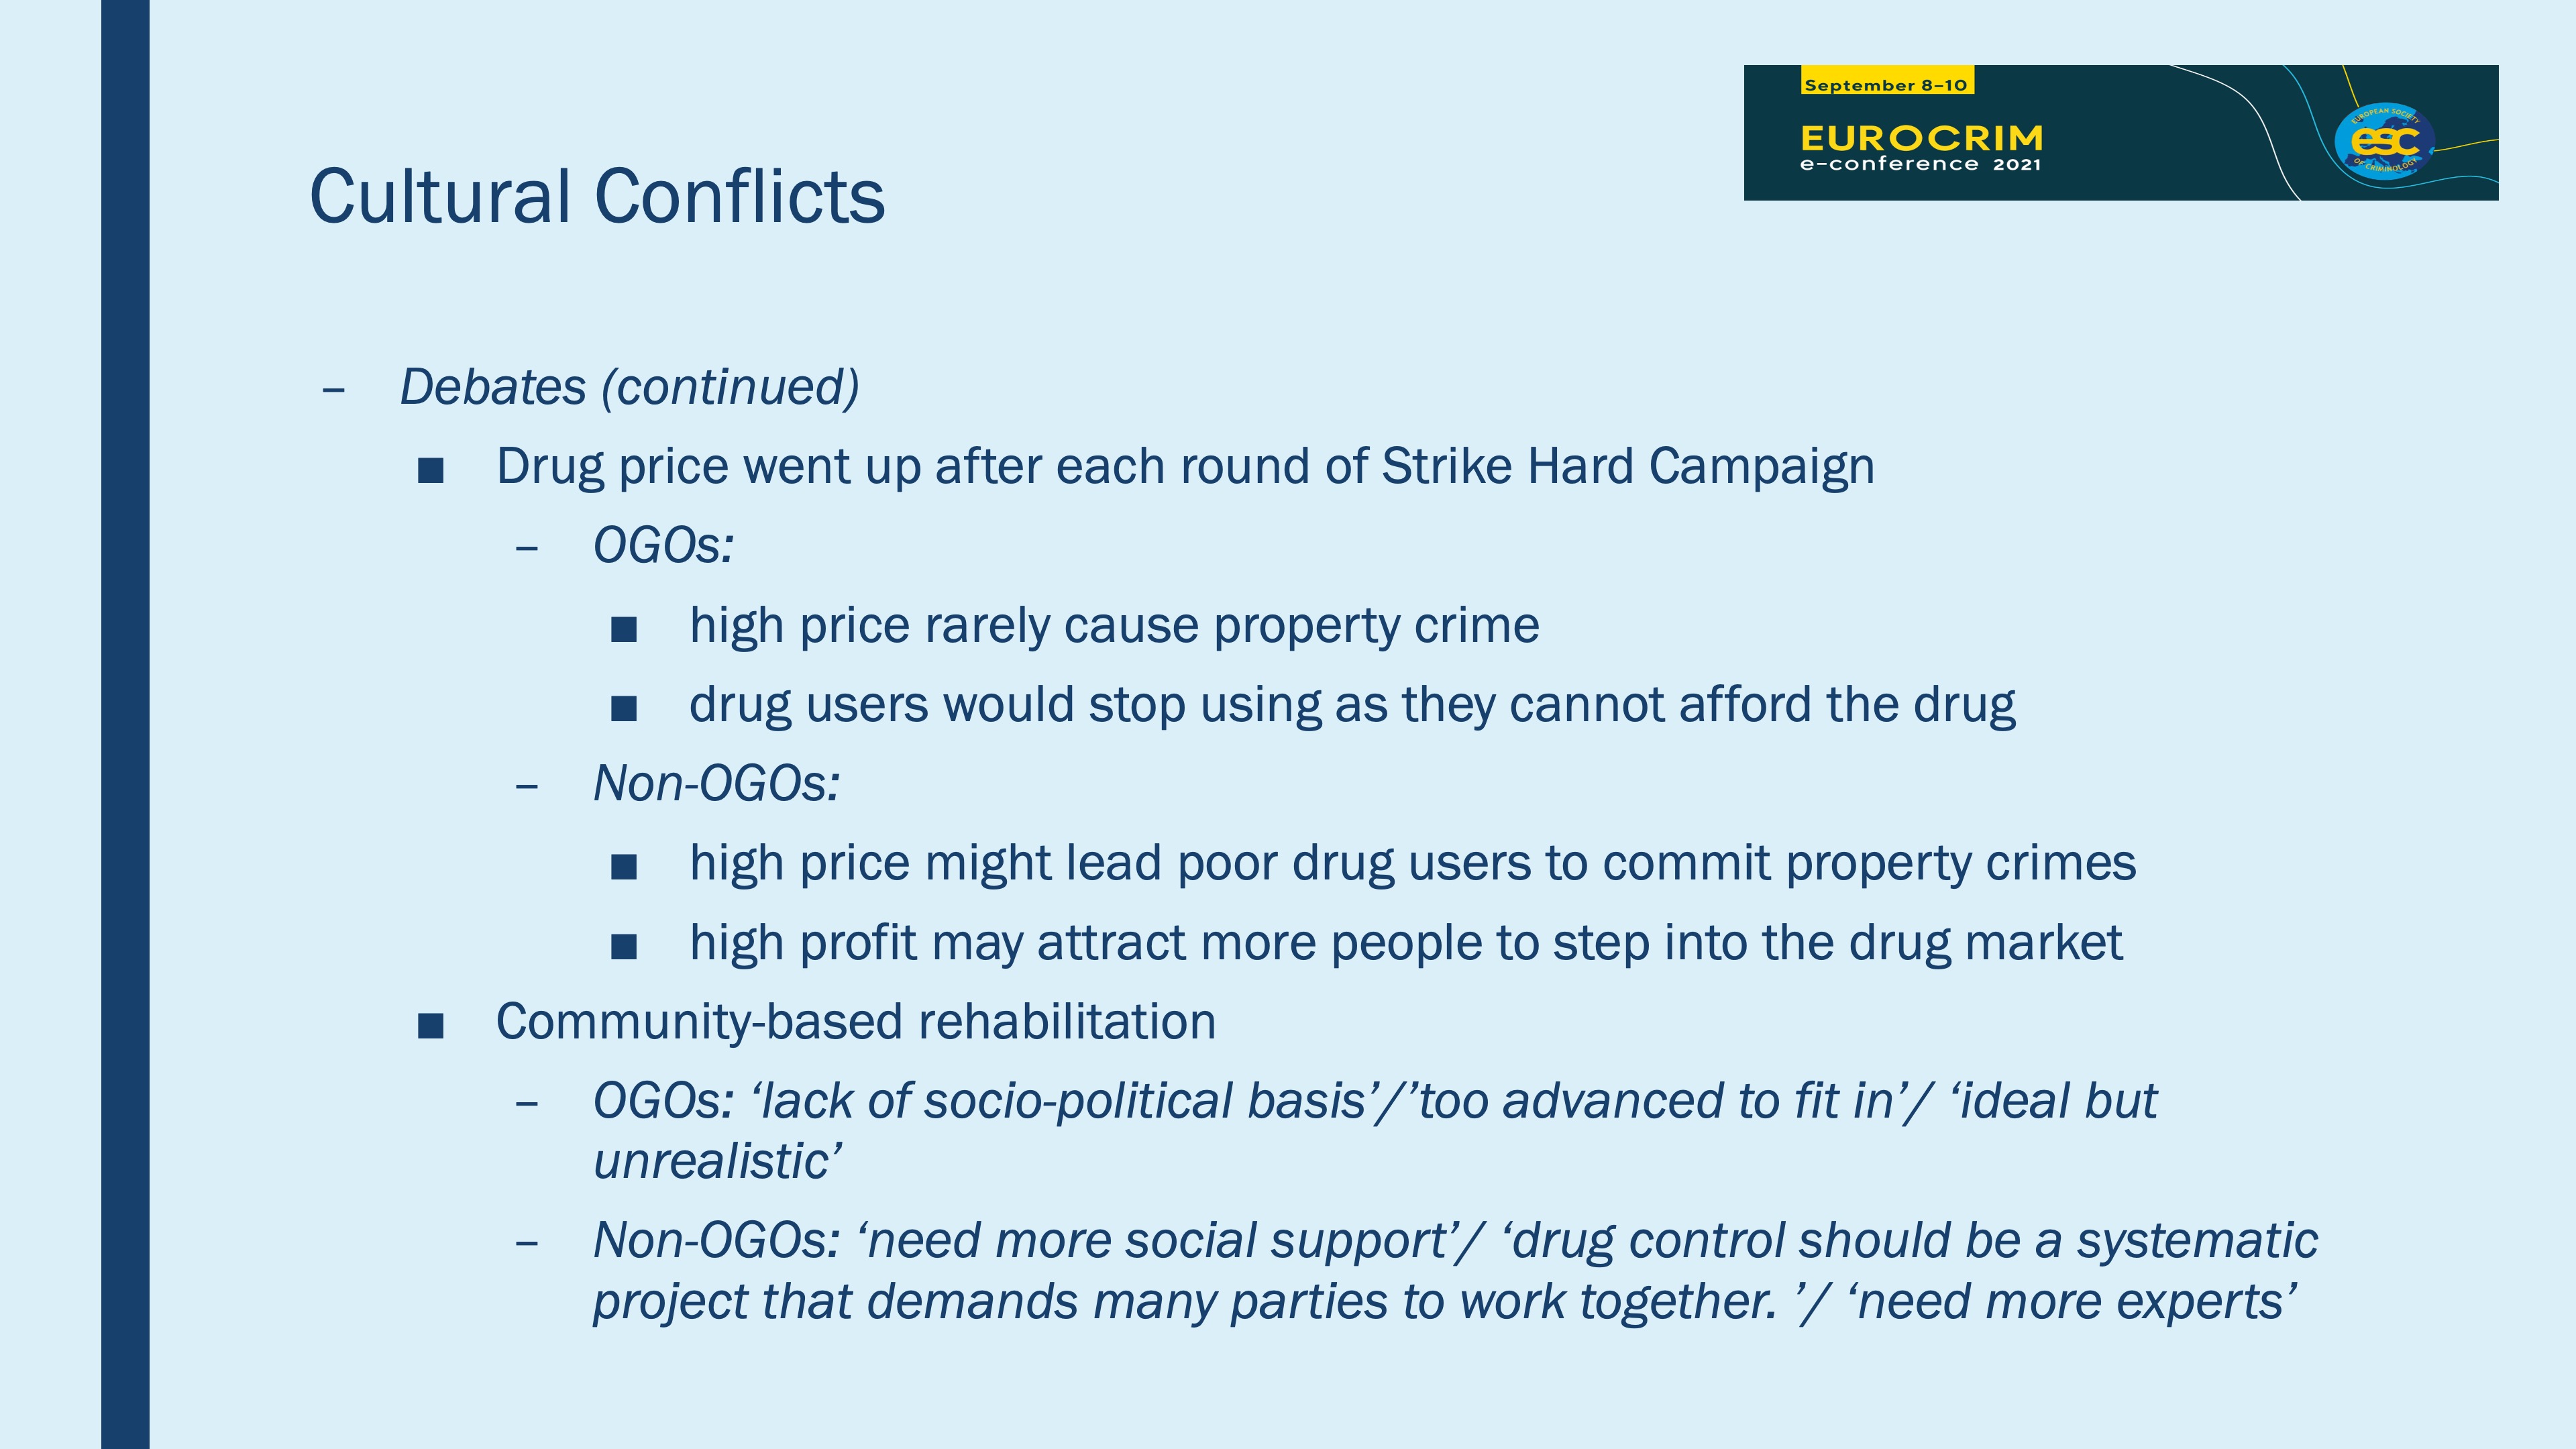 September 8–10
EUROCRIM
e-conference 2021
EUROPEAN SOCIETY
esc
OF CRIMINOLOGY
Cultural Conflicts
– Debates (continued)
■ Drug price went up after each round of Strike Hard Campaign
– OGOs:
■ high price rarely cause property crime
■ drug users would stop using as they cannot afford the drug
– Non-OGOs:
■ high price might lead poor drug users to commit property crimes
■ high profit may attract more people to step into the drug market
■ Community-based rehabilitation
– OGOs: ‘lack of socio-political basis’/’too advanced to fit in’/ ‘ideal but
unrealistic’
– Non-OGOs: ‘need more social support’/ ‘drug control should be a systematic
project that demands many parties to work together. ’/ ‘need more experts’